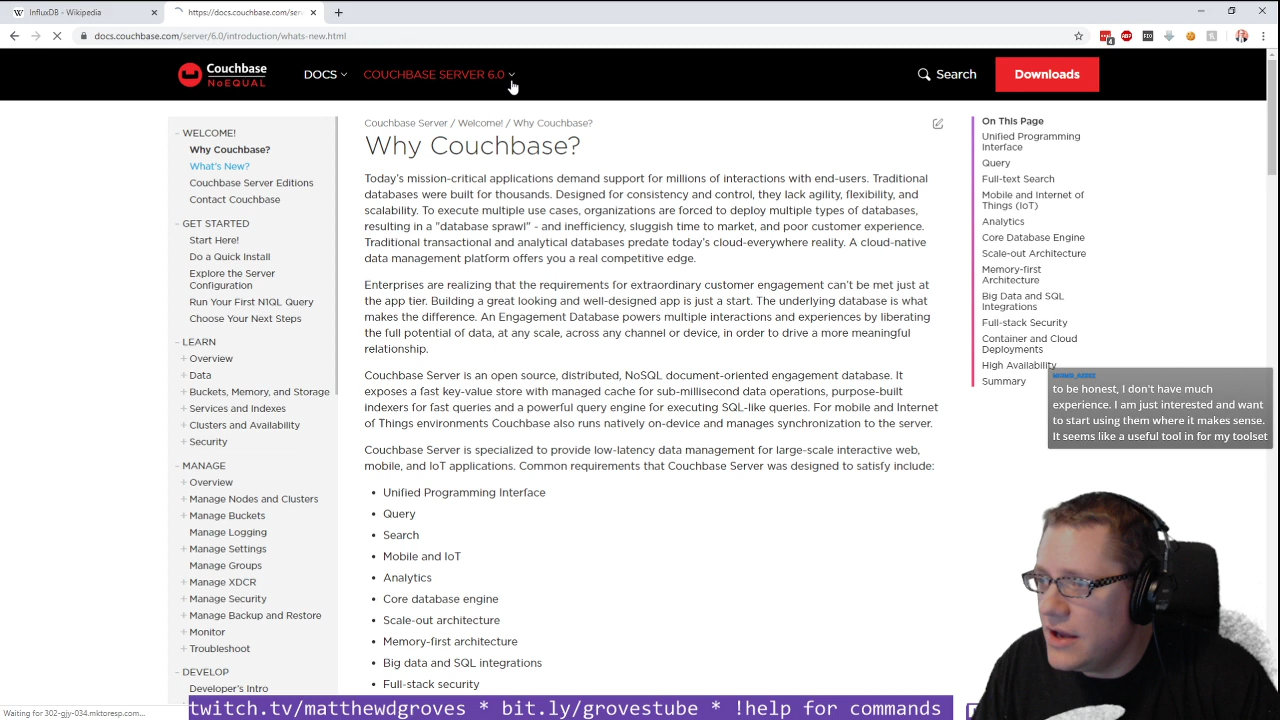 InfluxDB - Wikipedia
https://docs.couchbase.com/serv
docs.couchbase.com/server/6.0/introduction/whats-new.html
Couchbase
NoEQUAL
DOCS
COUCHBASE SERVER 6.0
Search
Downloads
WELCOME!
Why Couchbase?
What's New?
Couchbase Server Editions
Contact Couchbase
GET STARTED
Start Here!
Do a Quick Install
Explore the Server
Configuration
Run Your First N1QL Query
Choose Your Next Steps
LEARN
Overview
Data
Buckets, Memory, and Storage
Services and Indexes
Clusters and Availability
Security
MANAGE
Overview
Manage Nodes and Clusters
Manage Buckets
Manage Logging
Manage Settings
Manage Groups
Manage XDCR
Manage Security
Manage Backup and Restore
Monitor
Troubleshoot
DEVELOP
Developer's Intro
Couchbase Server / Welcome! / Why Couchbase?
Why Couchbase?
Today's mission-critical applications demand support for millions of interactions with end-users. Traditional
databases were built for thousands. Designed for consistency and control, they lack agility, flexibility, and
scalability. To execute multiple use cases, organizations are forced to deploy multiple types of databases,
resulting in a "database sprawl" - and inefficiency, sluggish time to market, and poor customer experience.
Traditional transactional and analytical databases predate today's cloud-everywhere reality. A cloud-native
data management platform offers you a real competitive edge.
Enterprises are realizing that the requirements for extraordinary customer engagement can't be met just at
the app tier. Building a great looking and well-designed app is just a start. The underlying database is what
makes the difference. An Engagement Database powers multiple interactions and experiences by liberating
the full potential of data, at any scale, across any channel or device, in order to drive a more meaningful
relationship.
Couchbase Server is an open source, distributed, NoSQL document-oriented engagement database. It
exposes a fast key-value store with managed cache for sub-millisecond data operations, purpose-built
indexers for fast queries and a powerful query engine for executing SQL-like queries. For mobile and Internet
of Things environments Couchbase also runs natively on-device and manages synchronization to the server.
Couchbase Server is specialized to provide low-latency data management for large-scale interactive web,
mobile, and IoT applications. Common requirements that Couchbase Server was designed to satisfy include:
• Unified Programming Interface
• Query
• Search
• Mobile and IoT
• Analytics
• Core database engine
• Scale-out architecture
• Memory-first architecture
• Big data and SQL integrations
• Full-stack security
On This Page
Unified Programming
Interface
Query
Full-text Search
Mobile and Internet of
Things (IoT)
Analytics
Core Database Engine
Scale-out Architecture
Memory-first
Architecture
Big Data and SQL
Integrations
Full-stack Security
Container and Cloud
Deployments
High Availability
Summary
to be honest, I don't have much
experience. I am just interested and want
to start using them where it makes sense.
It seems like a useful tool in for my toolset
Waiting for 302-gjy-034.mktoresp.com...
twitch.tv/matthewdgroves * bit.ly/grovestube * !help for commands